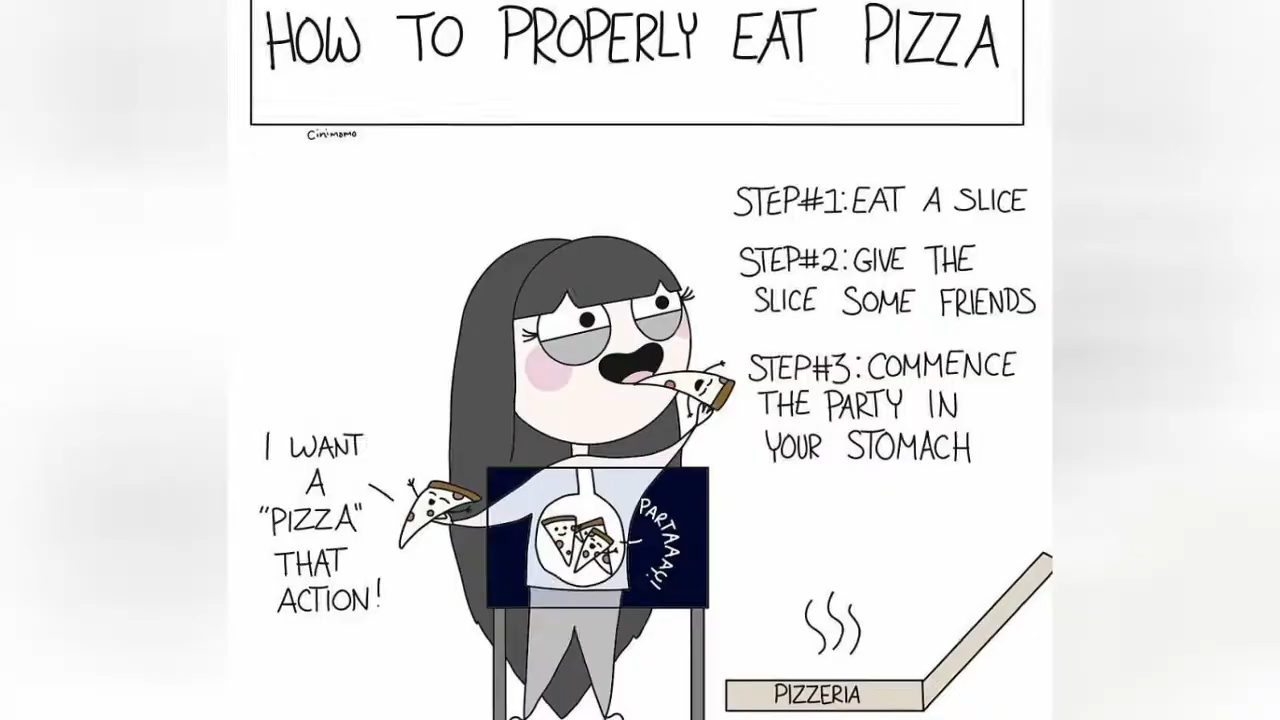 HOW TO PROPERLY EAT PIZZA
Cinimomo
STEP#1:EAT A SLICE
STEP#2:GIVE THE
SLICE SOME FRIENDS
STEP#3:COMMENCE
THE PARTY IN
YOUR STOMACH
I WANT
A
"PIZZA"
THAT
ACTION!
PARTAAAY!!
PIZZERIA